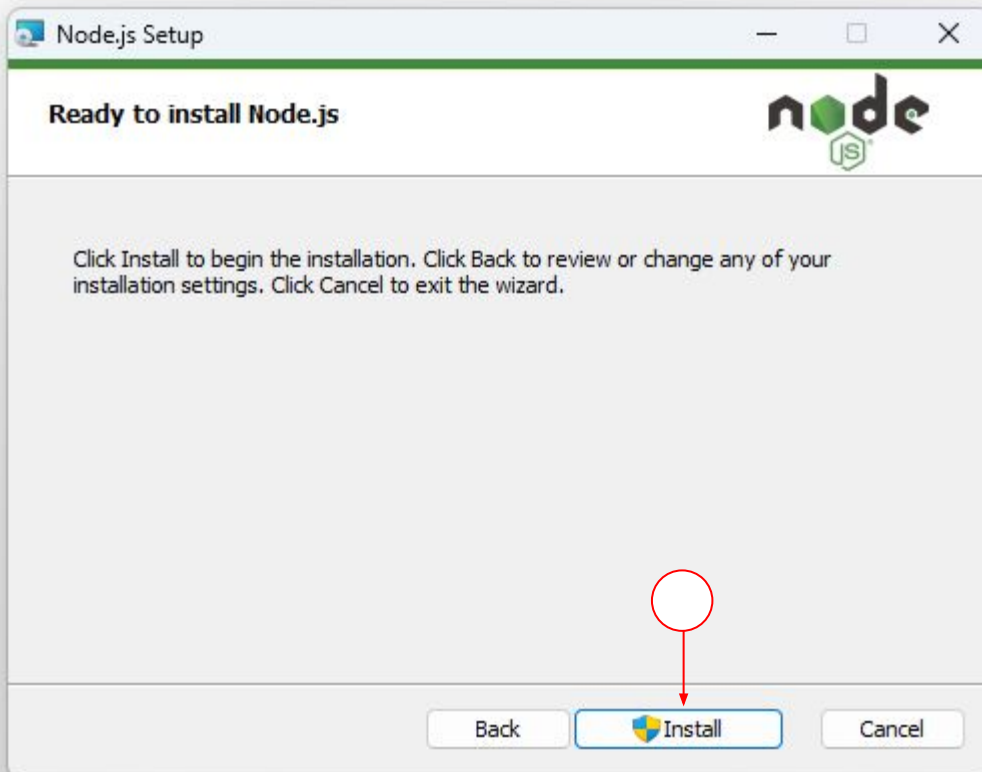 Node.js Setup
Ready to install Node.js
node
JS
Click Install to begin the installation. Click Back to review or change any of your
installation settings. Click Cancel to exit the wizard.
Back Install Cancel